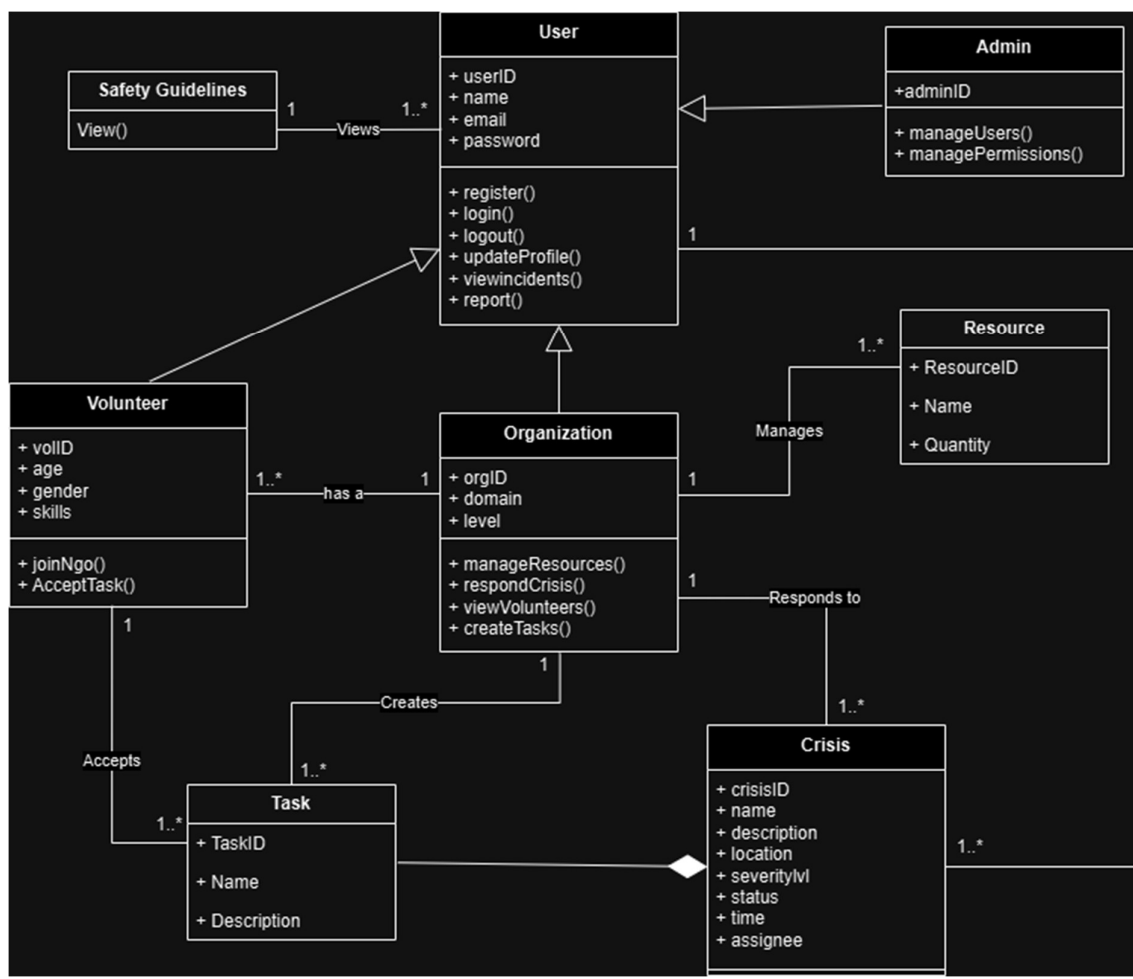 User
+ userID
+ name
+ email
+ password
+ register()
+ login()
+ logout()
+ updateProfile()
+ viewincidents()
+ report()
Admin
+adminID
+ manageUsers()
+ managePermissions()
Safety Guidelines
View()
1
Views
1..*
1
Resource
+ ResourceID
+ Name
+ Quantity
1..*
Manages
1
Volunteer
+ volID
+ age
+ gender
+ skills
+ joinNgo()
+ AcceptTask()
1..*
has a
1
Organization
+ orgID
+ domain
+ level
+ manageResources()
+ respondCrisis()
+ viewVolunteers()
+ createTasks()
1
Responds to
1..*
1
Creates
1..*
1
Accepts
1..*
Task
+ TaskID
+ Name
+ Description
Crisis
+ crisisID
+ name
+ description
+ location
+ severitylvl
+ status
+ time
+ assignee
1..*